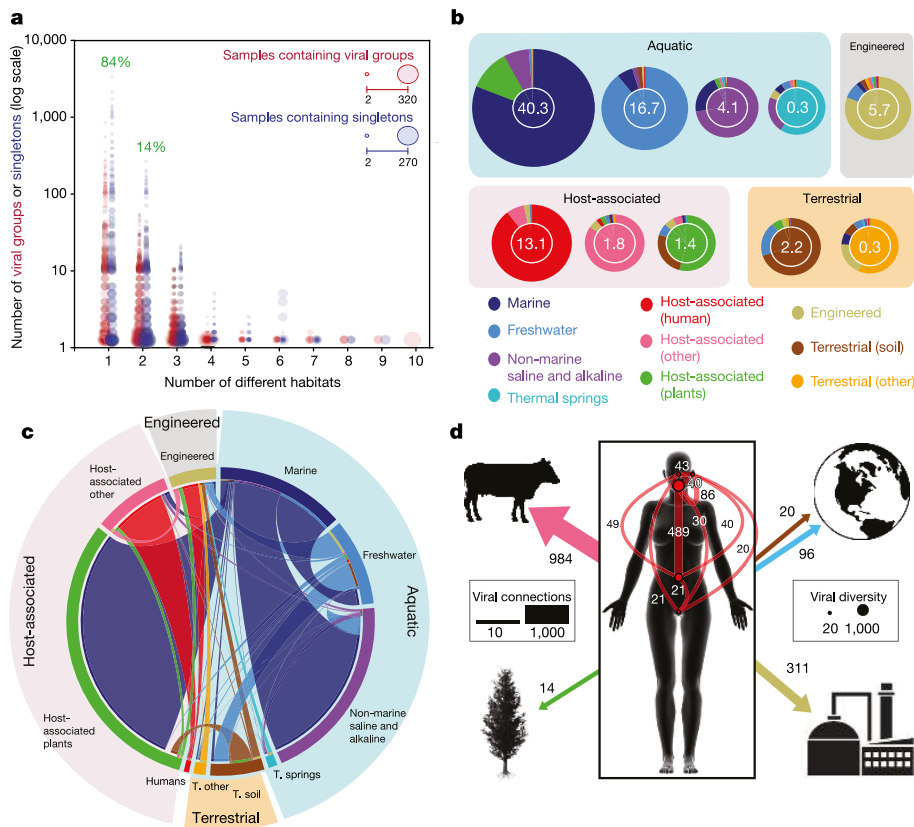 a
Number of viral groups or singletons (log scale)
10,000
1,000
100
10
1
84%
14%
Samples containing viral groups
2
320
Samples containing singletons
2
270
1 2 3 4 5 6 7 8 9 10
Number of different habitats
b
Aquatic
40.3
16.7
4.1
0.3
Engineered
5.7
Host-associated
13.1
1.8
1.4
Terrestrial
2.2
0.3
Marine
Freshwater
Non-marine
saline and alkaline
Thermal springs
Host-associated
(human)
Host-associated
(other)
Host-associated
(plants)
Engineered
Terrestrial (soil)
Terrestrial (other)
c
Engineered
Engineered
Host-
associated
other
Marine
Freshwater
Aquatic
Host-associated
Host-
associated
plants
Non-marine
saline and
alkaline
Humans
T. other
T. soil
T. springs
Terrestrial
d
43
40
86
49
30
40
489
20
21
21
984
20
96
Viral connections
10
1,000
Viral diversity
20 1,000
14
311